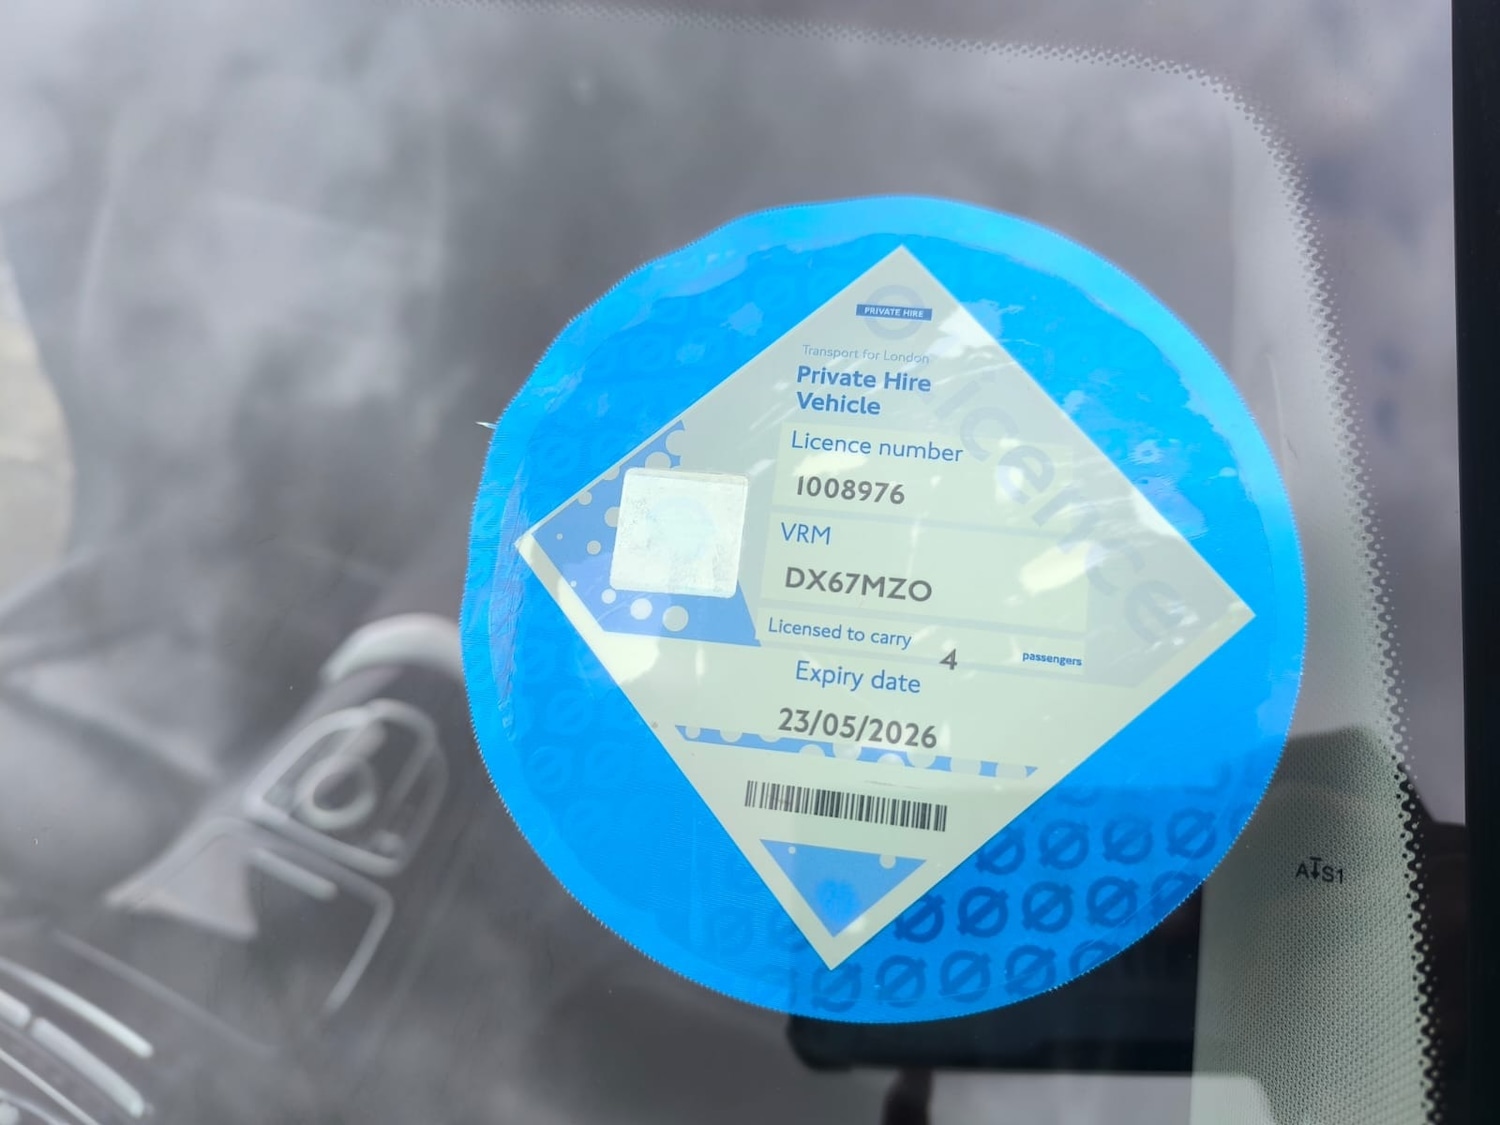 PRIVATE HIRE
Transport for London
Private Hire
Vehicle
Licence number
1008976
VRM
DX67MZO
Licensed to carry 4 passengers
Expiry date
23/05/2026
licence
AS1